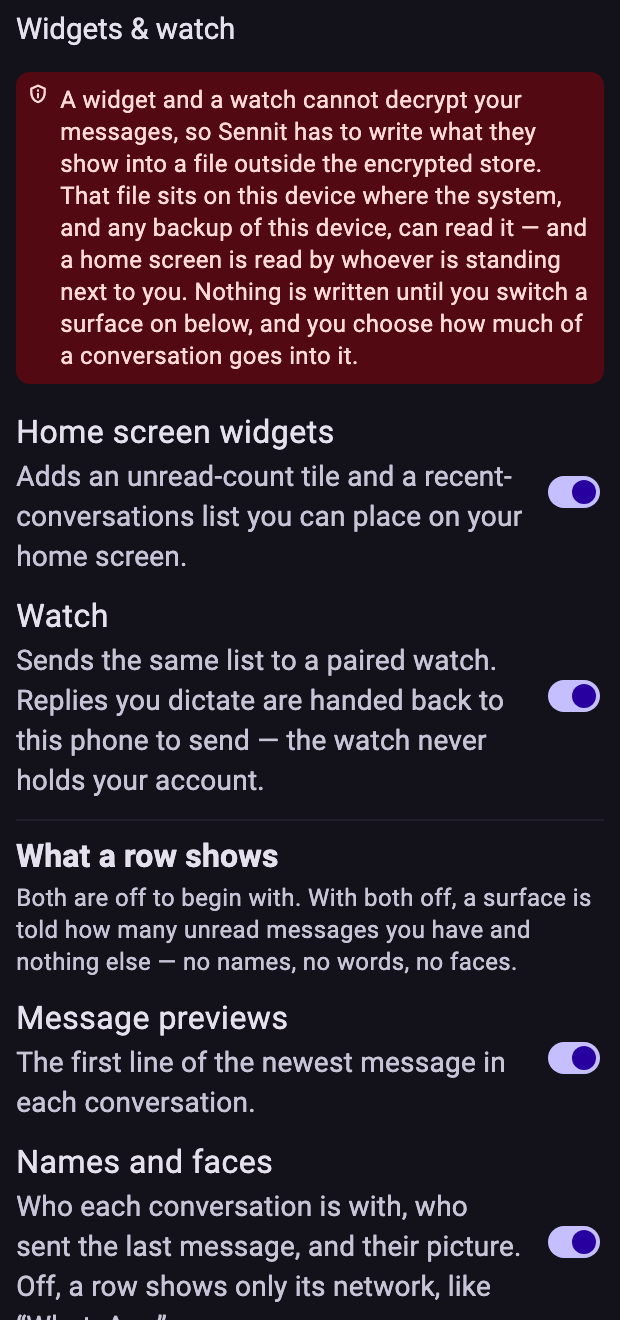 Widgets & watch
A widget and a watch cannot decrypt your
messages, so Sennit has to write what they
show into a file outside the encrypted store.
That file sits on this device where the system,
and any backup of this device, can read it — and
a home screen is read by whoever is standing
next to you. Nothing is written until you switch a
surface on below, and you choose how much of
a conversation goes into it.
Home screen widgets
Adds an unread-count tile and a recent-
conversations list you can place on your
home screen.
Watch
Sends the same list to a paired watch.
Replies you dictate are handed back to
this phone to send — the watch never
holds your account.
What a row shows
Both are off to begin with. With both off, a surface is
told how many unread messages you have and
nothing else — no names, no words, no faces.
Message previews
The first line of the newest message in
each conversation.
Names and faces
Who each conversation is with, who
sent the last message, and their picture.
Off, a row shows only its network, like